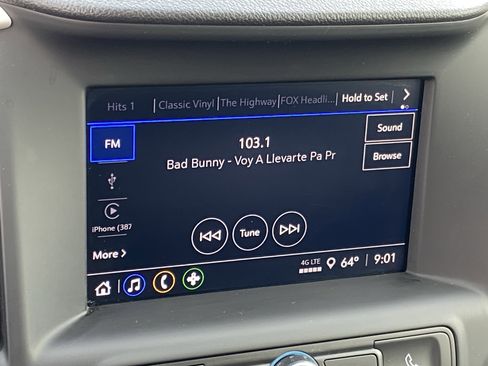 Hits 1 | Classic Vinyl | The Highway | FOX Headli... Hold to Set
FM
103.1
Bad Bunny - Voy A Llevarte Pa Pr
Sound
Browse
iPhone (387
More
Tune
4G LTE 64° | 9:01